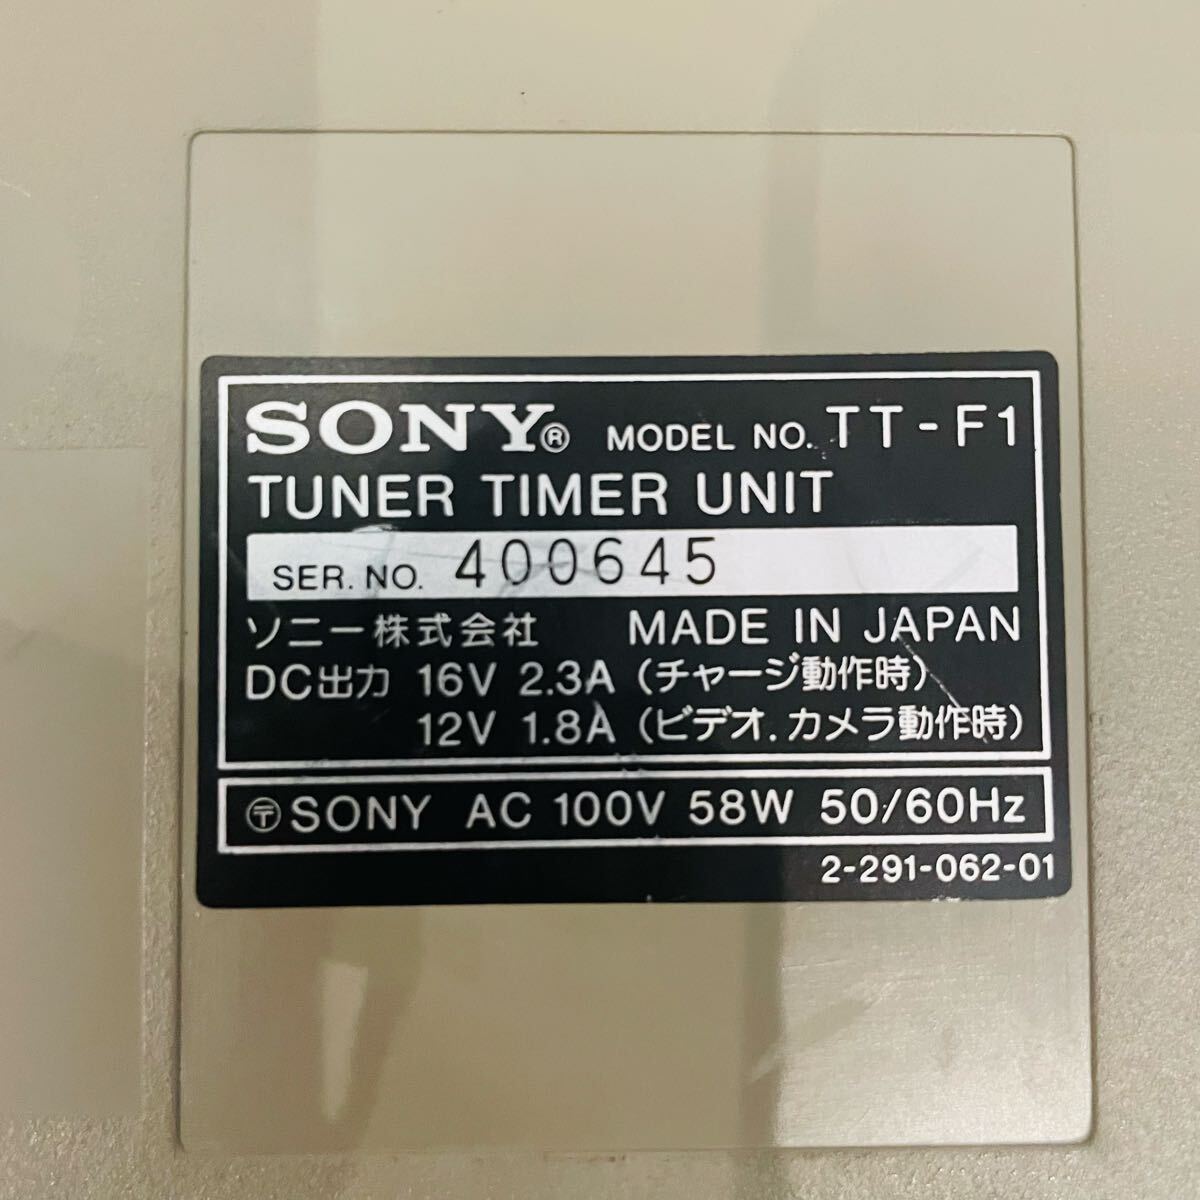 SONY® MODEL NO. TT-F1
TUNER TIMER UNIT
SER. NO. 400645
ソニー株式会社 MADE IN JAPAN
DC出力 16V 2.3A (チャージ動作時)
12V 1.8A (ビデオ.カメラ動作時)
〶SONY AC 100V 58W 50/60Hz
2-291-062-01